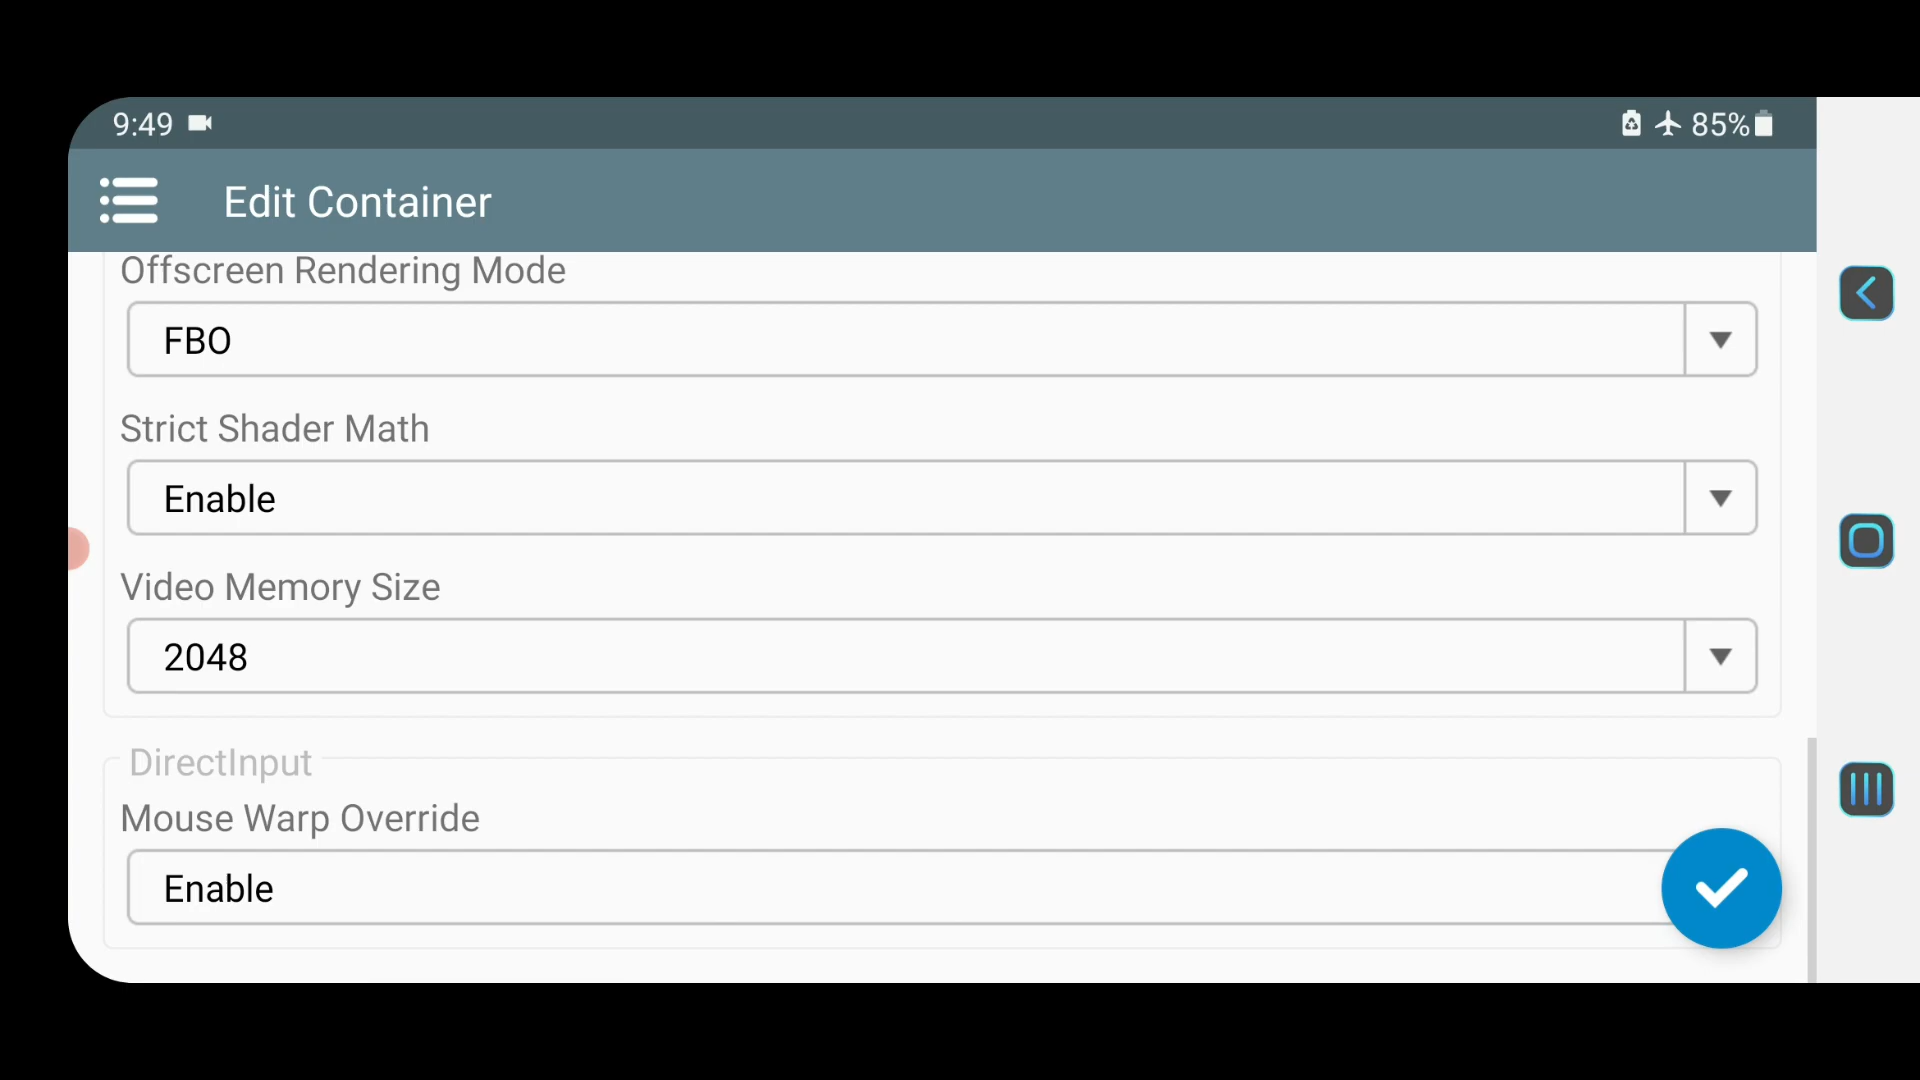 9:49
85%
Edit Container
Offscreen Rendering Mode
FBO
Strict Shader Math
Enable
Video Memory Size
2048
DirectInput
Mouse Warp Override
Enable